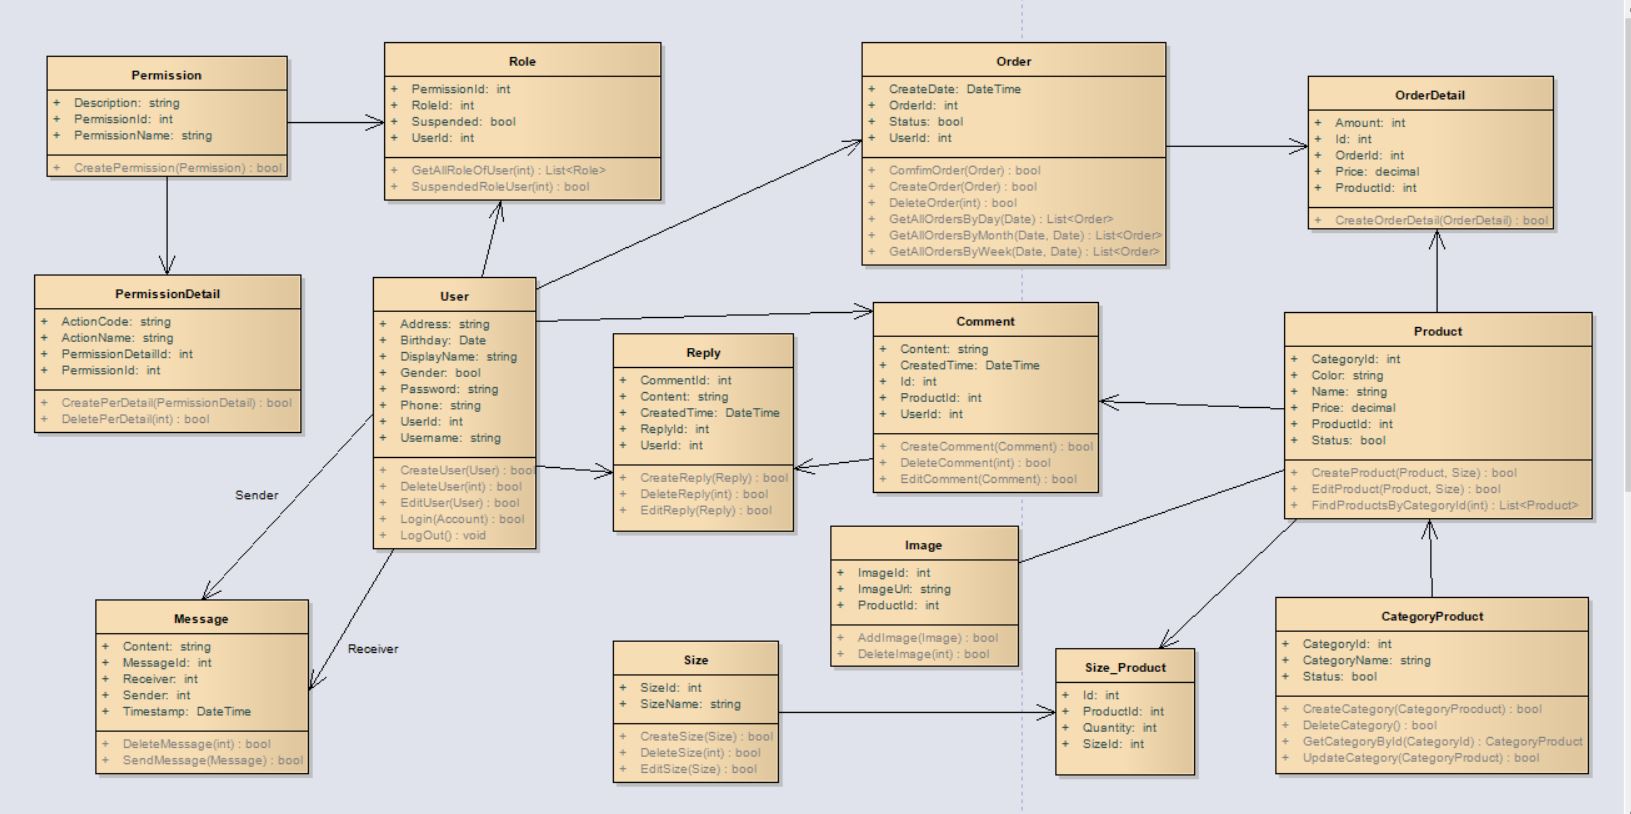 Permission
+ Description: string
+ PermissionId: int
+ PermissionName: string
+ CreatePermission(Permission) : bool
Role
+ PermissionId: int
+ RoleId: int
+ Suspended: bool
+ UserId: int
+ GetAllRoleOfUser(int) : List<Role>
+ SuspendedRoleUser(int) : bool
Order
+ CreateDate: DateTime
+ OrderId: int
+ Status: bool
+ UserId: int
+ ComfimOrder(Order) : bool
+ CreateOrder(Order) : bool
+ DeleteOrder(int) : bool
+ GetAllOrdersByDay(Date) : List<Order>
+ GetAllOrdersByMonth(Date, Date) : List<Order>
+ GetAllOrdersByWeek(Date, Date) : List<Order>
OrderDetail
+ Amount: int
+ Id: int
+ OrderId: int
+ Price: decimal
+ ProductId: int
+ CreateOrderDetail(OrderDetail) : bool
PermissionDetail
+ ActionCode: string
+ ActionName: string
+ PermissionDetailId: int
+ PermissionId: int
+ CreatePerDetail(PermissionDetail) : bool
+ DeletePerDetail(int) : bool
User
+ Address: string
+ Birthday: Date
+ DisplayName: string
+ Gender: bool
+ Password: string
+ Phone: string
+ UserId: int
+ Username: string
+ CreateUser(User) : bool
+ DeleteUser(int) : bool
+ EditUser(User) : bool
+ Login(Account) : bool
+ LogOut() : void
Reply
+ CommentId: int
+ Content: string
+ CreatedTime: DateTime
+ ReplyId: int
+ UserId: int
+ CreateReply(Reply) : bool
+ DeleteReply(int) : bool
+ EditReply(Reply) : bool
Comment
+ Content: string
+ CreatedTime: DateTime
+ Id: int
+ ProductId: int
+ UserId: int
+ CreateComment(Comment) : bool
+ DeleteComment(int) : bool
+ EditComment(Comment) : bool
Product
+ CategoryId: int
+ Color: string
+ Name: string
+ Price: decimal
+ ProductId: int
+ Status: bool
+ CreateProduct(Product, Size) : bool
+ EditProduct(Product, Size) : bool
+ FindProductsByCategoryId(int) : List<Product>
Sender
Receiver
Message
+ Content: string
+ MessageId: int
+ Receiver: int
+ Sender: int
+ Timestamp: DateTime
+ DeleteMessage(int) : bool
+ SendMessage(Message) : bool
Image
+ ImageId: int
+ ImageUrl: string
+ ProductId: int
+ AddImage(Image) : bool
+ DeleteImage(int) : bool
Size
+ SizeId: int
+ SizeName: string
+ CreateSize(Size) : bool
+ DeleteSize(int) : bool
+ EditSize(Size) : bool
Size_Product
+ Id: int
+ ProductId: int
+ Quantity: int
+ SizeId: int
CategoryProduct
+ CategoryId: int
+ CategoryName: string
+ Status: bool
+ CreateCategory(CategoryProcduct) : bool
+ DeleteCategory() : bool
+ GetCategoryById(CategoryId) : CategoryProduct
+ UpdateCategory(CategoryProduct) : bool